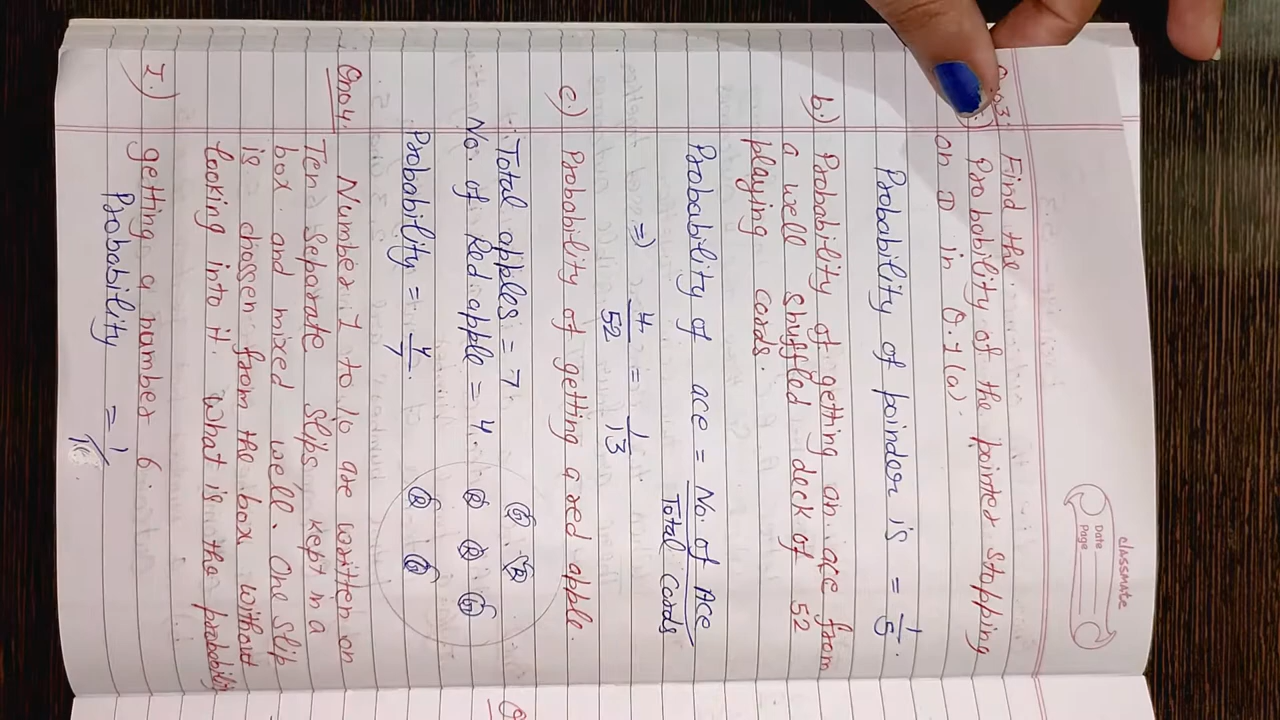 classmate
Date
Page
Find the
Probability of the pointer stopping
on D in Q.1(a).
Probability of poinder is = 1/5.
b.) Probability of getting an ace from
a well shuffled deck of 52
playing cards.
Probability of ace = No. of Ace / Total Cards
=) 4/52 = 1/13
c.) Probability of getting a red apple.
Total apples = 7
No. of Red apple = 4.
Probability = 4/7.
G R
R R G
R G
Qno4. Number 1 to 10 are written on
Ten Separate Slips, kept in a
box and mixed well. One slip
is chosen from the box without
looking into it. What is the probability
I.) getting a number 6.
Probability = 1/10